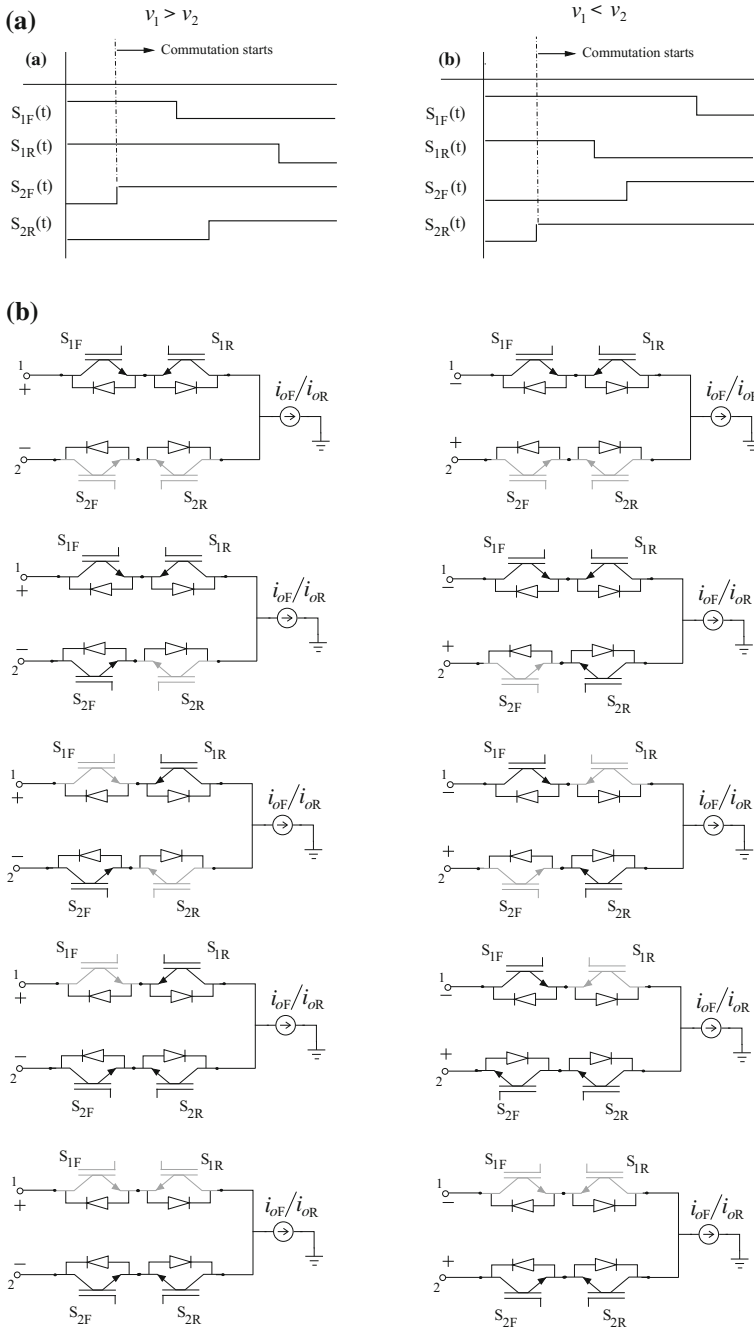 (a)
v1 > v2
v1 < v2
(a)
Commutation starts
(b)
Commutation starts
S1F(t)
S1R(t)
S2F(t)
S2R(t)
S1F(t)
S1R(t)
S2F(t)
S2R(t)
(b)
S1F
S1R
1
+
ioF/ioR
−
2
S2F
S2R
S1F
S1R
1
−
ioF/ioR
+
2
S2F
S2R
S1F
S1R
1
+
ioF/ioR
−
2
S2F
S2R
S1F
S1R
1
−
ioF/ioR
+
2
S2F
S2R
S1F
S1R
1
+
ioF/ioR
−
2
S2F
S2R
S1F
S1R
1
−
ioF/ioR
+
2
S2F
S2R
S1F
S1R
1
+
ioF/ioR
−
2
S2F
S2R
S1F
S1R
1
−
ioF/ioR
+
2
S2F
S2R
S1F
S1R
1
+
ioF/ioR
−
2
S2F
S2R
S1F
S1R
1
−
ioF/ioR
+
2
S2F
S2R